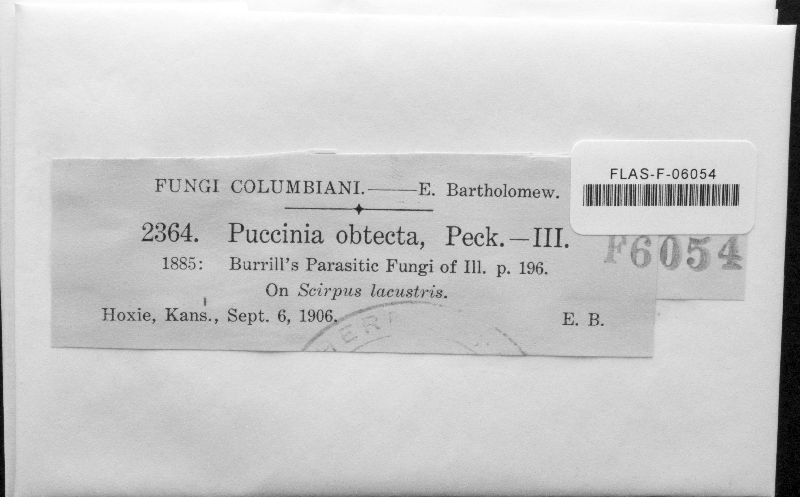 FLAS-F-06054
FUNGI COLUMBIANI.——E. Bartholomew.
2364. Puccinia obtecta, Peck.—III.
F6054
1885: Burrill's Parasitic Fungi of Ill. p. 196.
On Scirpus lacustris.
Hoxie, Kans., Sept. 6, 1906. E. B.